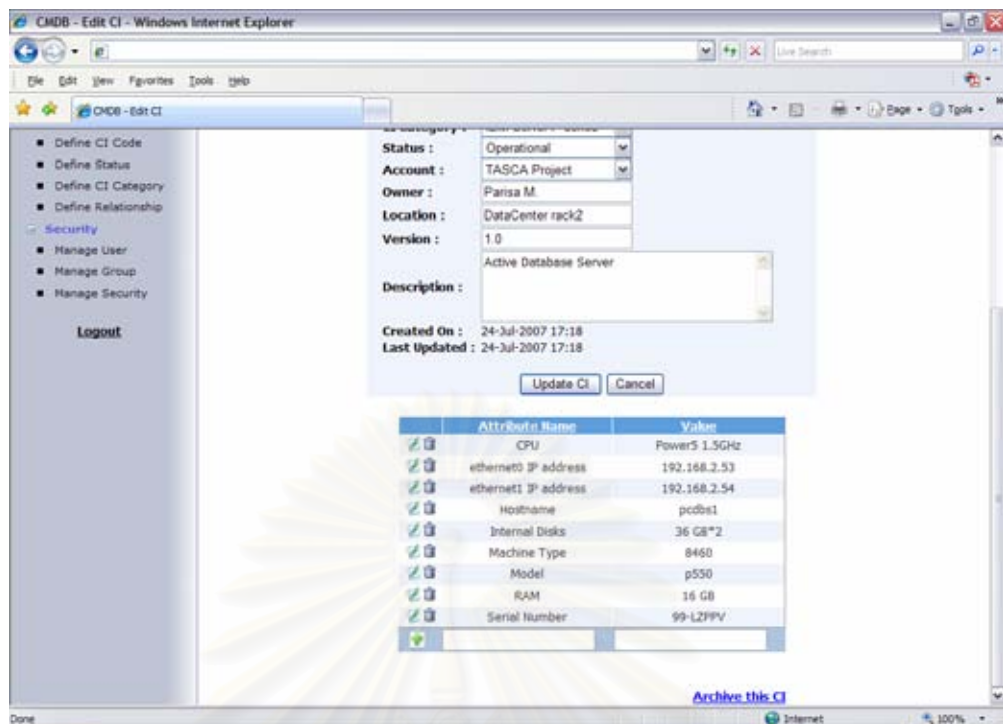 CMDB - Edit CI - Windows Internet Explorer
Live Search
File Edit View Favorites Tools Help
CMDB - Edit CI
Page Tools
Define CI Code
Define Status
Define CI Category
Define Relationship
Security
Manage User
Manage Group
Manage Security
Logout
CI Category :
Status : Operational
Account : TASCA Project
Owner : Parisa M.
Location : DataCenter rack2
Version : 1.0
Description : Active Database Server
Created On : 24-Jul-2007 17:18
Last Updated : 24-Jul-2007 17:18
Update CI Cancel
Attribute Name Value
CPU Power5 1.5GHz
ethernet0 IP address 192.168.2.53
ethernet1 IP address 192.168.2.54
Hostname pcdbs1
Internal Disks 36 GB*2
Machine Type 8460
Model p550
RAM 16 GB
Serial Number 99-LZPPV
Archive this CI
Done Internet 100%